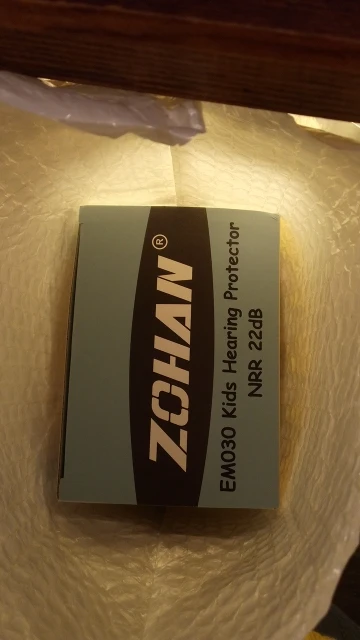 ZOHAN®
EM030 Kids Hearing Protector
NRR 22dB